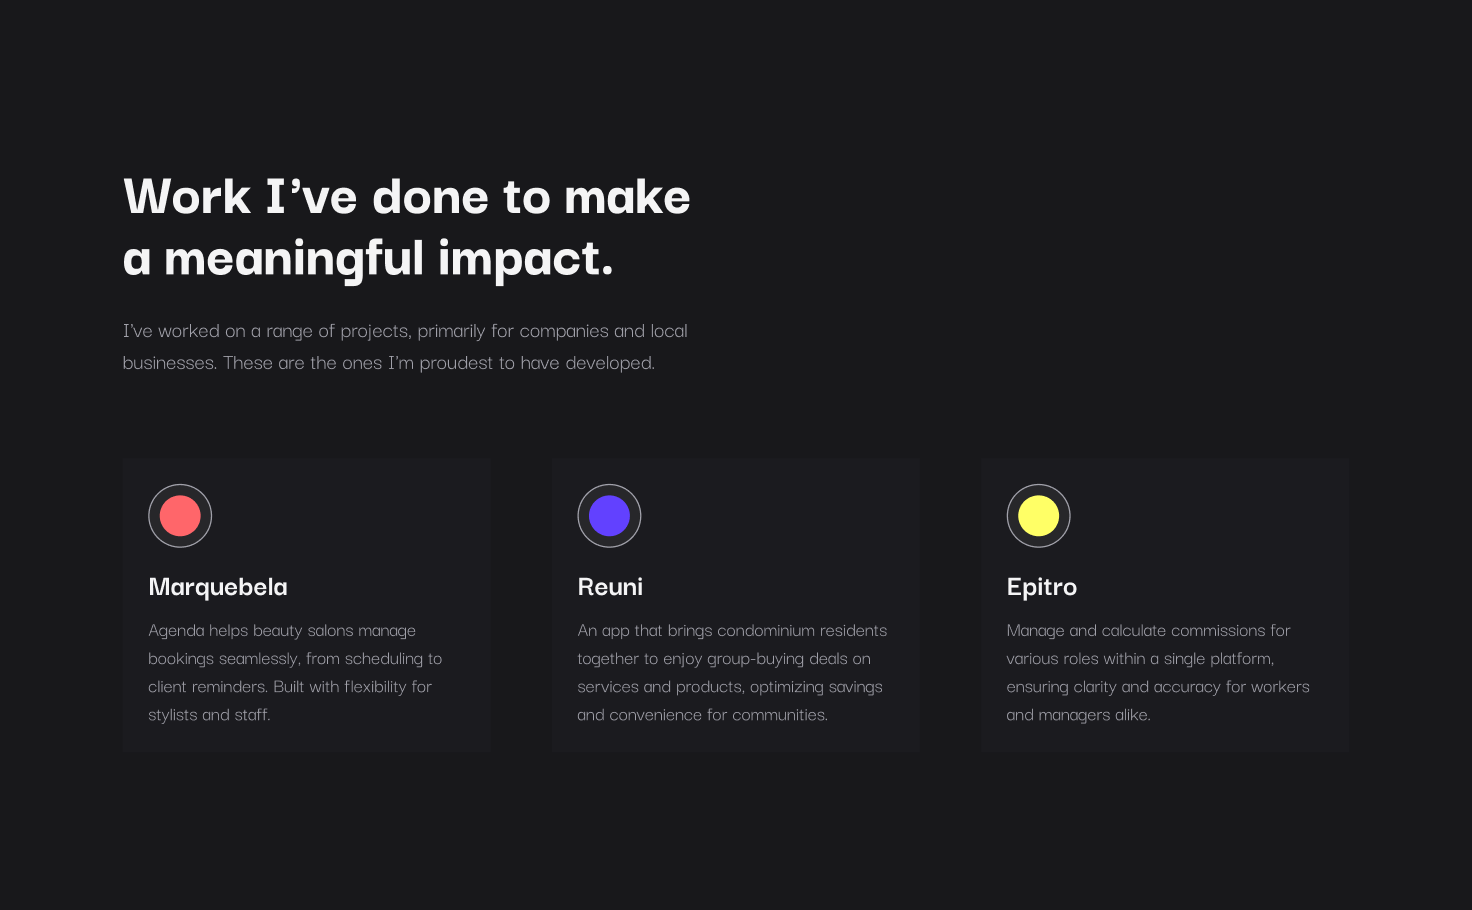 Work I’ve done to make
a meaningful impact.
I’ve worked on a range of projects, primarily for companies and local
businesses. These are the ones I’m proudest to have developed.
Marquebela
Agenda helps beauty salons manage
bookings seamlessly, from scheduling to
client reminders. Built with flexibility for
stylists and staff.
Reuni
An app that brings condominium residents
together to enjoy group-buying deals on
services and products, optimizing savings
and convenience for communities.
Epitro
Manage and calculate commissions for
various roles within a single platform,
ensuring clarity and accuracy for workers
and managers alike.